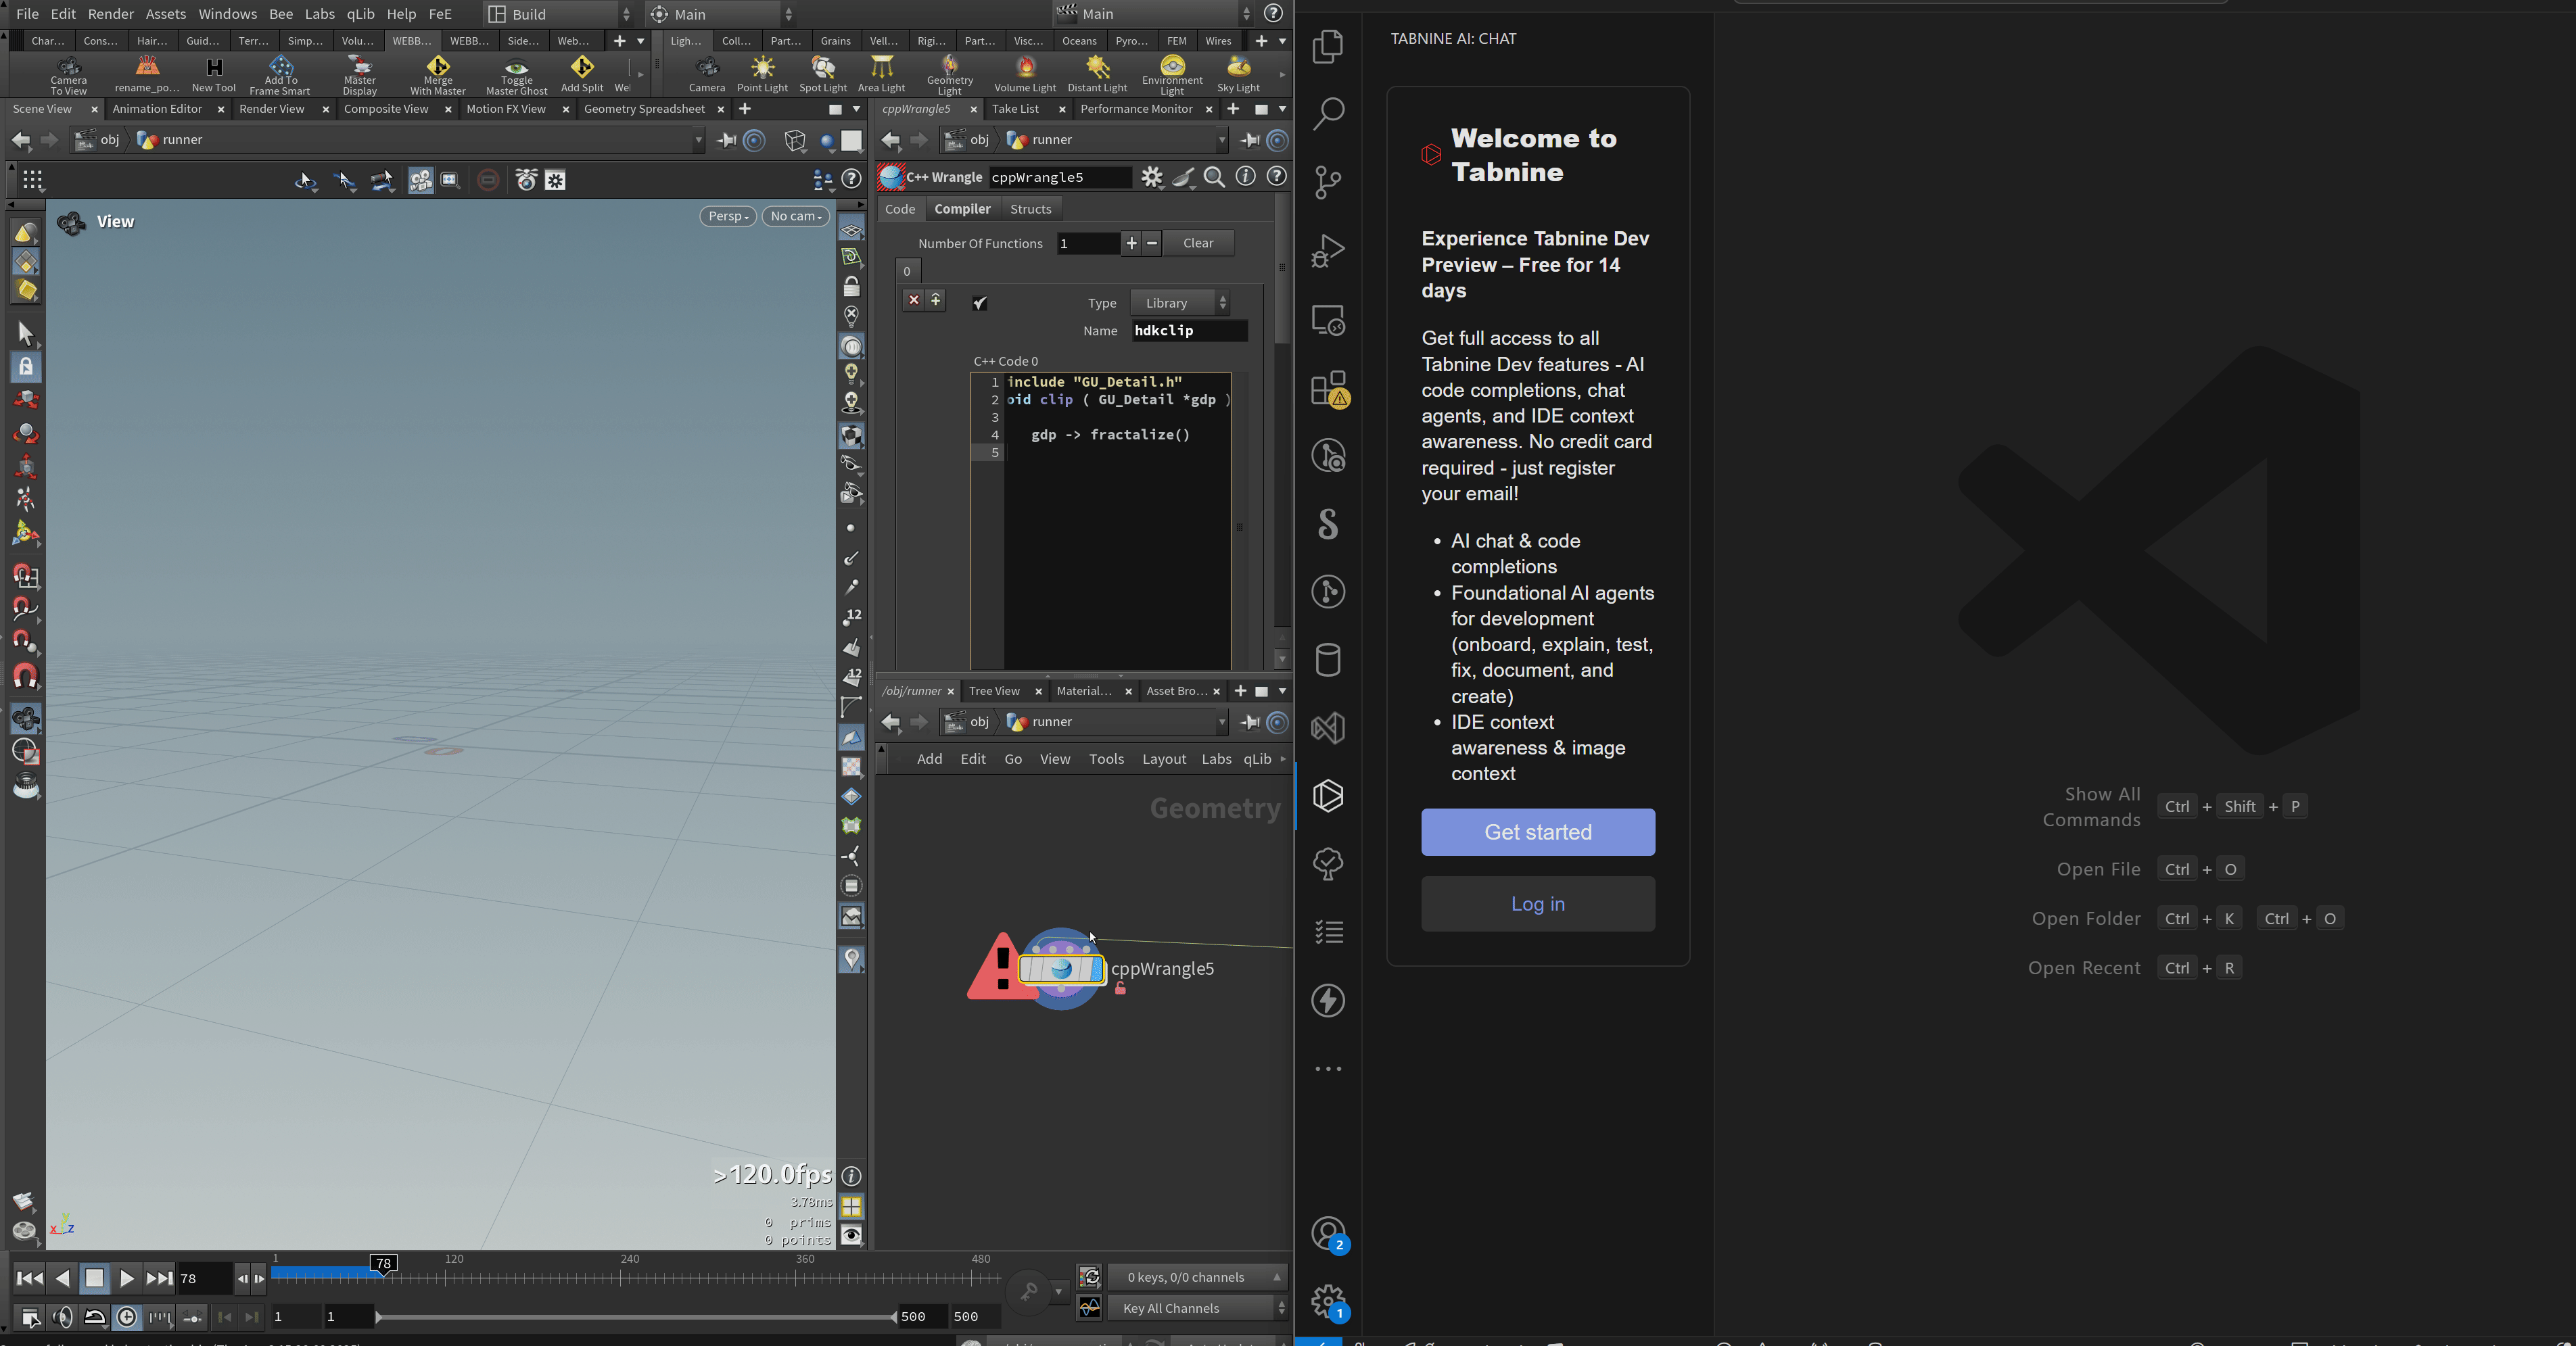 File Edit Render Assets Windows Bee Labs qLib Help FeE Build Main Main
Char... Cons... Hair... Guid... Terr... Simp... Volu... WEBB... WEBB... Side... Web...
Ligh... Coll... Part... Grains Vell... Rigi... Part... Visc... Oceans Pyro... FEM Wires
Camera To View rename_po... New Tool Add To Frame Smart Master Display Merge With Master Toggle Master Ghost Add Split Wel
Camera Point Light Spot Light Area Light Geometry Light Volume Light Distant Light Environment Light Sky Light
Scene View Animation Editor Render View Composite View Motion FX View Geometry Spreadsheet
obj runner
View
Persp No cam
12
12
>120.0fps
3.78ms
0 prims
0 points
x y z
cppWrangle5 Take List Performance Monitor
obj runner
C++ Wrangle cppWrangle5
Code Compiler Structs
Number Of Functions 1 + − Clear
0
Type Library
Name hdkclip
C++ Code 0
1 include "GU_Detail.h"
2 oid clip ( GU_Detail *gdp )
3
4 gdp -> fractalize()
5
/obj/runner Tree View Material... Asset Bro...
obj runner
Add Edit Go View Tools Layout Labs qLib
Geometry
cppWrangle5
1 120 240 360 480
78
78
0 keys, 0/0 channels
1 1 500 500
Key All Channels
TABNINE AI: CHAT
Welcome to
Tabnine
Experience Tabnine Dev
Preview – Free for 14
days
Get full access to all
Tabnine Dev features - AI
code completions, chat
agents, and IDE context
awareness. No credit card
required - just register
your email!
• AI chat & code
completions
• Foundational AI agents
for development
(onboard, explain, test,
fix, document, and
create)
• IDE context
awareness & image
context
Get started
Log in
2
1
Show All
Commands Ctrl + Shift + P
Open File Ctrl + O
Open Folder Ctrl + K Ctrl + O
Open Recent Ctrl + R